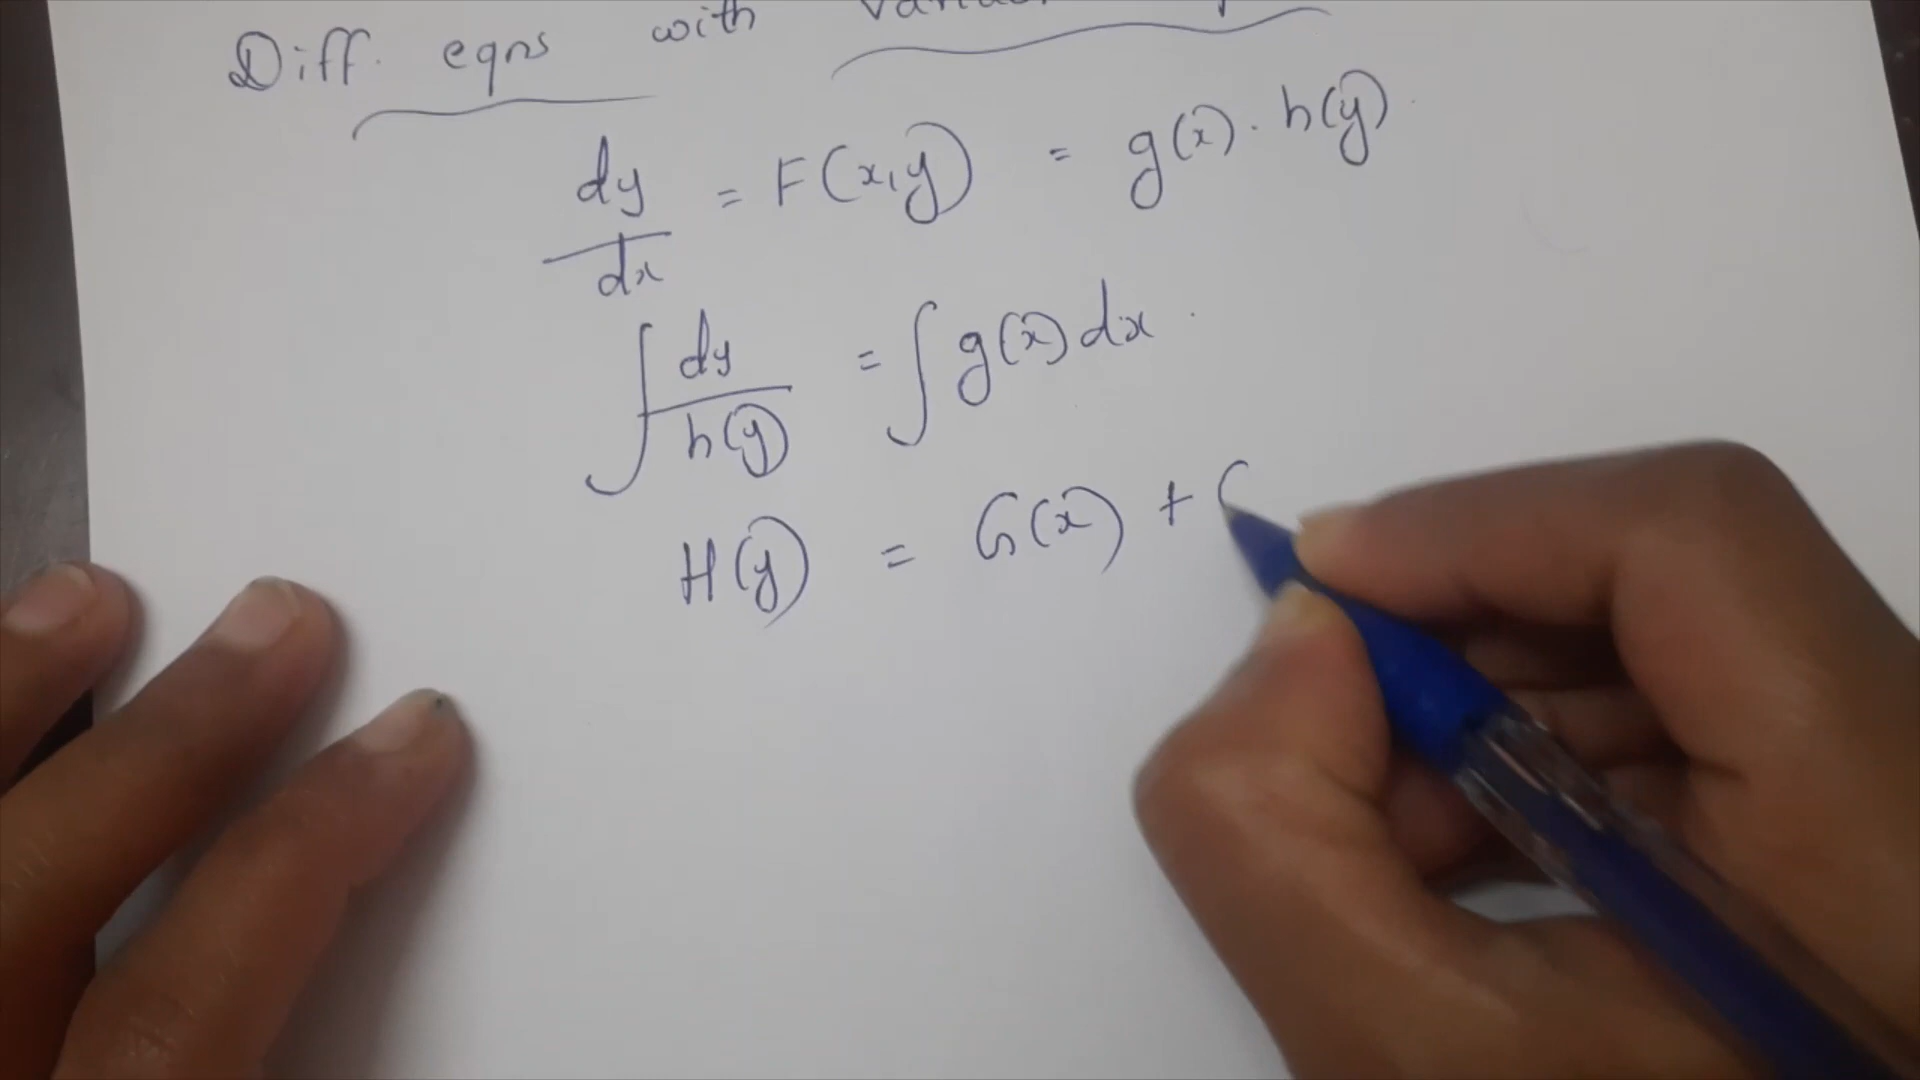 Diff. eqns with
dy/dx = F(x,y) = g(x) · h(y)
∫ dy/h(y) = ∫ g(x) dx
H(y) = G(x) + C